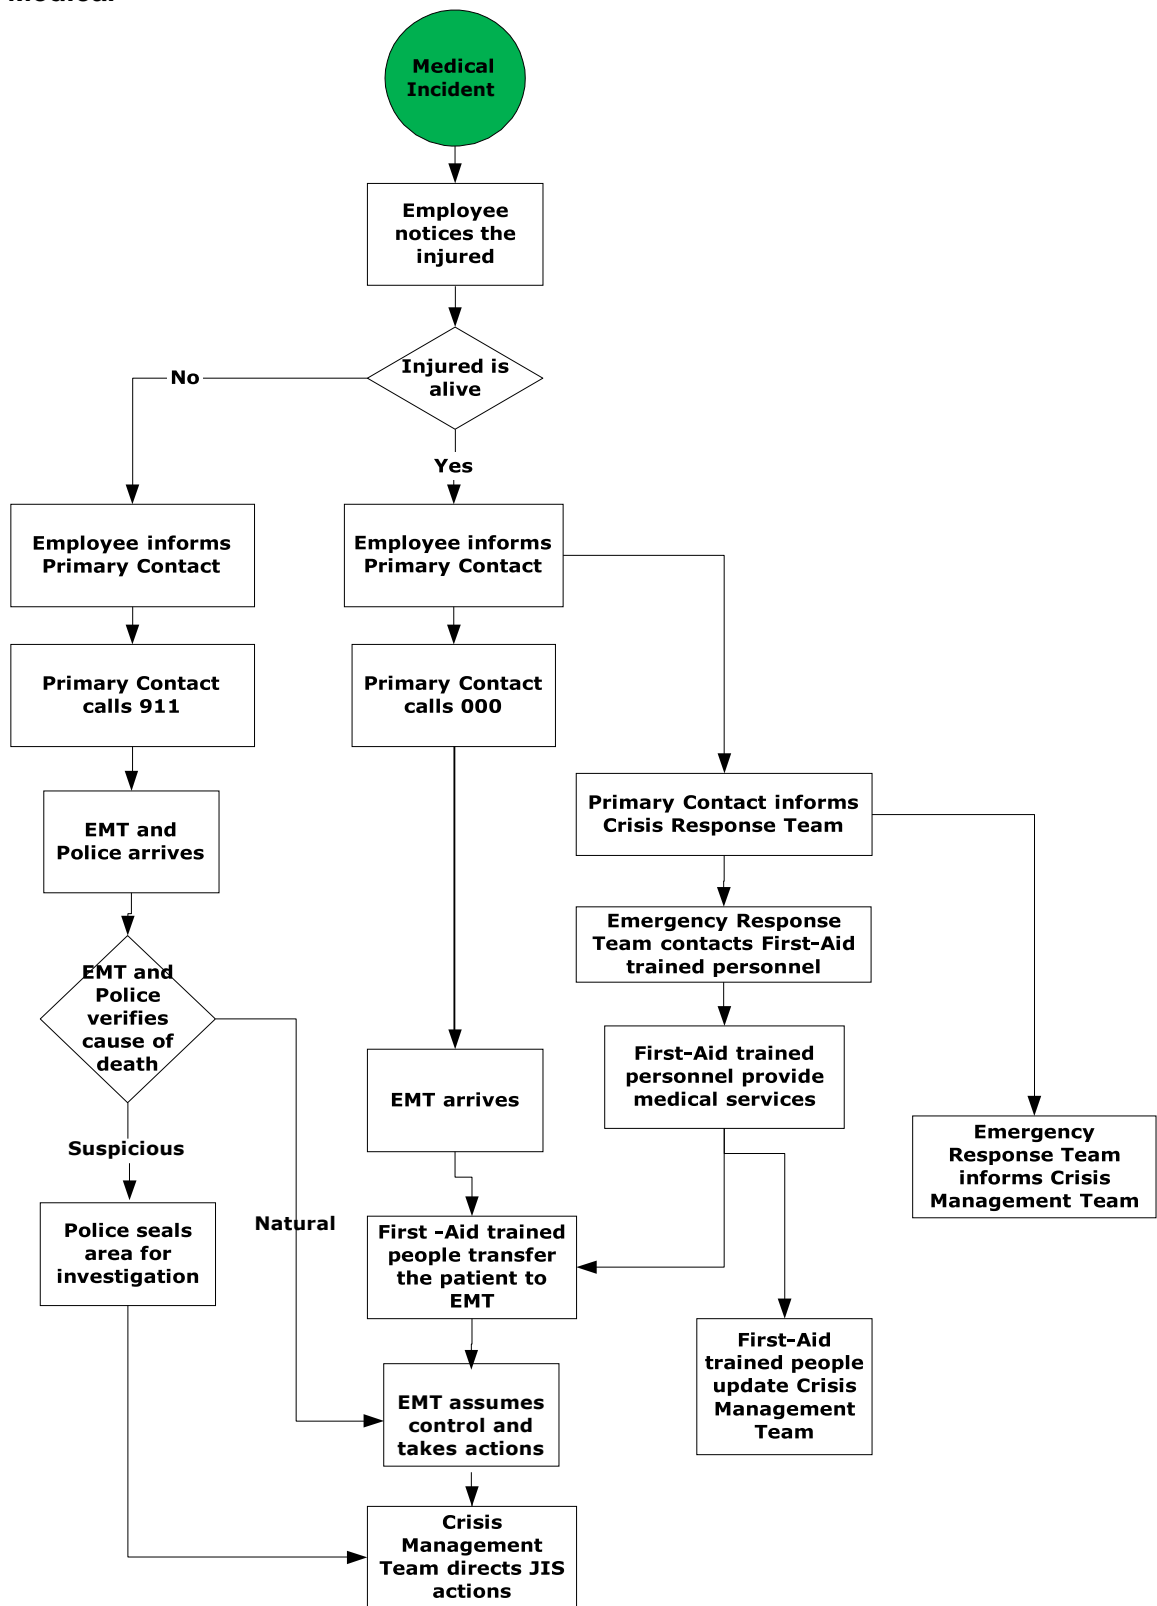 Medical
Medical
Incident
Employee
notices the
injured
Injured is
alive
No
Yes
Employee informs
Primary Contact
Employee informs
Primary Contact
Primary Contact
calls 911
Primary Contact
calls 000
Primary Contact informs
Crisis Response Team
EMT and
Police arrives
Emergency Response
Team contacts First-Aid
trained personnel
EMT and
Police
verifies
cause of
death
First-Aid trained
personnel provide
medical services
EMT arrives
Emergency
Response Team
informs Crisis
Management Team
Suspicious
Natural
Police seals
area for
investigation
First -Aid trained
people transfer
the patient to
EMT
First-Aid
trained people
update Crisis
Management
Team
EMT assumes
control and
takes actions
Crisis
Management
Team directs JIS
actions